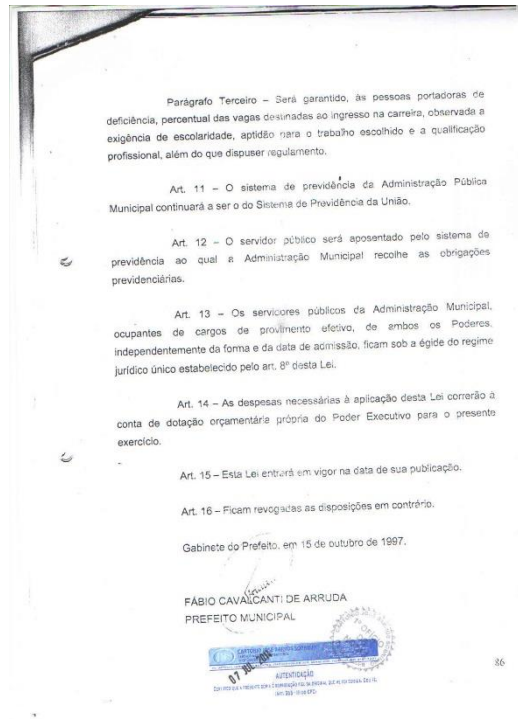 Parágrafo Terceiro – Será garantido, às pessoas portadoras de
deficiência, percentual das vagas destinadas ao ingresso na carreira, observada a
exigência de escolaridade, aptidão para o trabalho escolhido e a qualificação
profissional, além do que dispuser regulamento.
Art. 11 – O sistema de previdência da Administração Pública
Municipal continuará a ser o do Sistema de Previdência da União.
Art. 12 – O servidor público será aposentado pelo sistema de
previdência ao qual a Administração Municipal recolhe as obrigações
previdenciárias.
Art. 13 – Os servidores públicos da Administração Municipal,
ocupantes de cargos de provimento efetivo, de ambos os Poderes,
independentemente da forma e da data de admissão, ficam sob a égide do regime
jurídico único estabelecido pelo art. 8º desta Lei.
Art. 14 – As despesas necessárias à aplicação desta Lei correrão à
conta de dotação orçamentária própria do Poder Executivo para o presente
exercício.
Art. 15 – Esta Lei entrará em vigor na data de sua publicação.
Art. 16 – Ficam revogadas as disposições em contrário.
Gabinete do Prefeito, em 15 de outubro de 1997.
FÁBIO CAVALCANTI DE ARRUDA
PREFEITO MUNICIPAL
07 JUL
AUTENTICAÇÃO
86